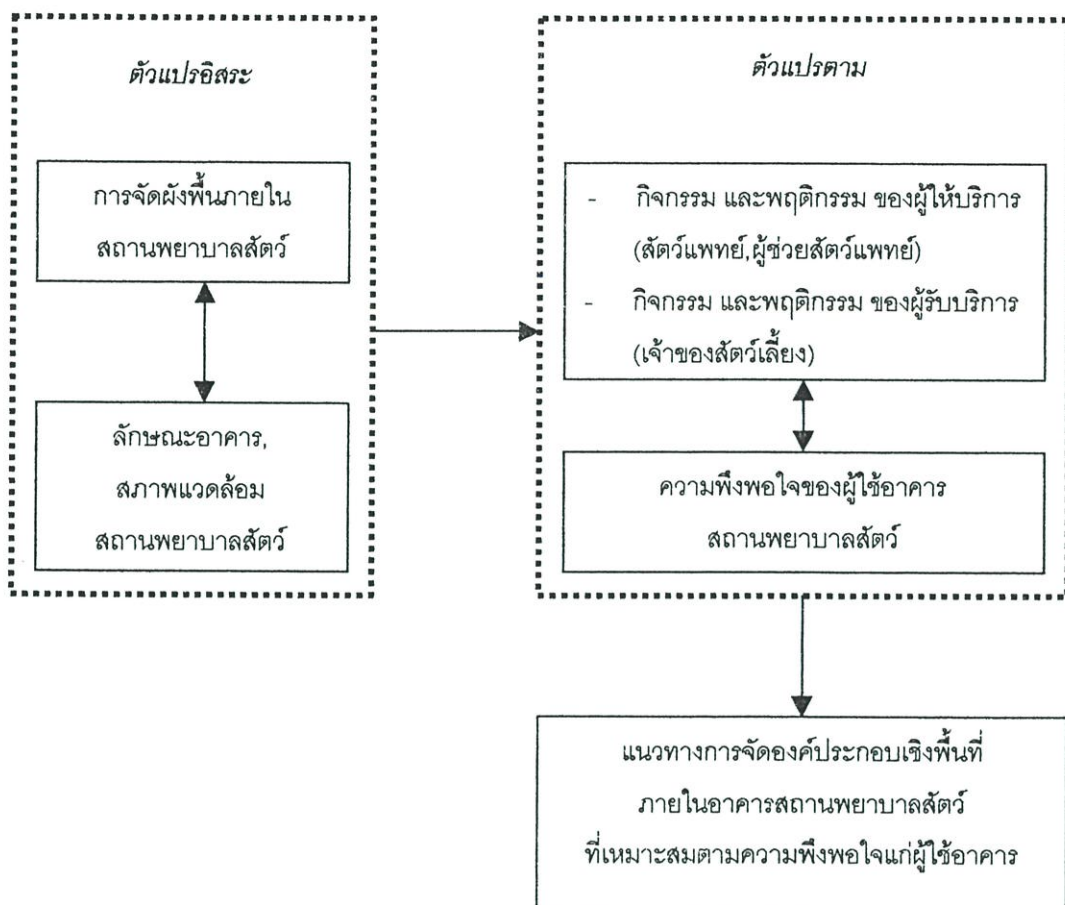 ตัวแปรอิสระ
การจัดผังพื้นภายใน
สถานพยาบาลสัตว์
ลักษณะอาคาร,
สภาพแวดล้อม
สถานพยาบาลสัตว์
ตัวแปรตาม
- กิจกรรม และพฤติกรรม ของผู้ให้บริการ
(สัตว์แพทย์,ผู้ช่วยสัตว์แพทย์)
- กิจกรรม และพฤติกรรม ของผู้รับบริการ
(เจ้าของสัตว์เลี้ยง)
ความพึงพอใจของผู้ใช้อาคาร
สถานพยาบาลสัตว์
แนวทางการจัดองค์ประกอบเชิงพื้นที่
ภายในอาคารสถานพยาบาลสัตว์
ที่เหมาะสมตามความพึงพอใจแก่ผู้ใช้อาคาร